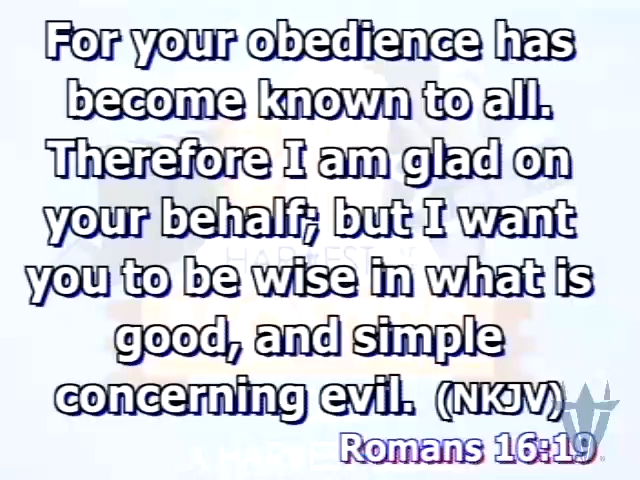 For your obedience has
become known to all.
Therefore I am glad on
your behalf; but I want
you to be wise in what is
good, and simple
concerning evil. (NKJV)
Romans 16:19
HARVEST